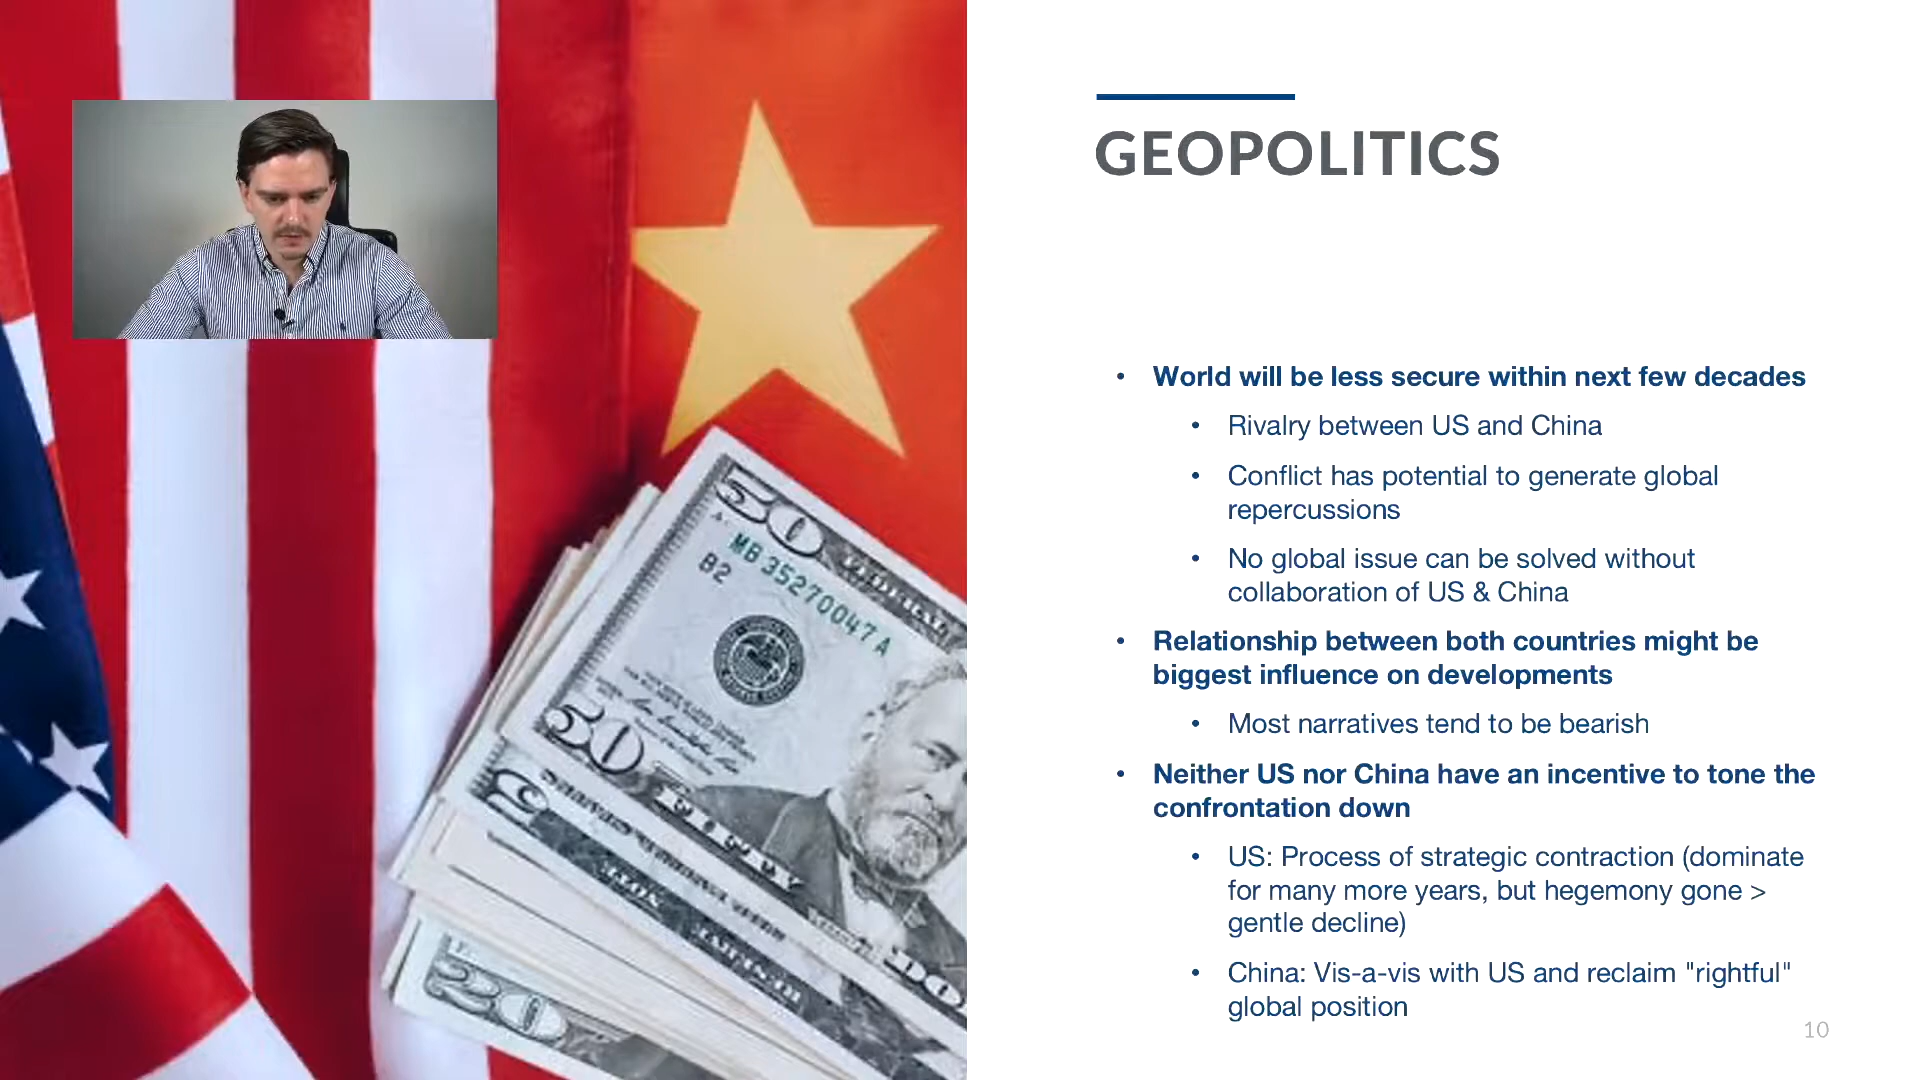 GEOPOLITICS
• World will be less secure within next few decades
• Rivalry between US and China
• Conflict has potential to generate global
repercussions
• No global issue can be solved without
collaboration of US & China
• Relationship between both countries might be
biggest influence on developments
• Most narratives tend to be bearish
• Neither US nor China have an incentive to tone the
confrontation down
• US: Process of strategic contraction (dominate
for many more years, but hegemony gone >
gentle decline)
• China: Vis-a-vis with US and reclaim "rightful"
global position
10
50
MB35270047A
B2
50
FIFTY
20